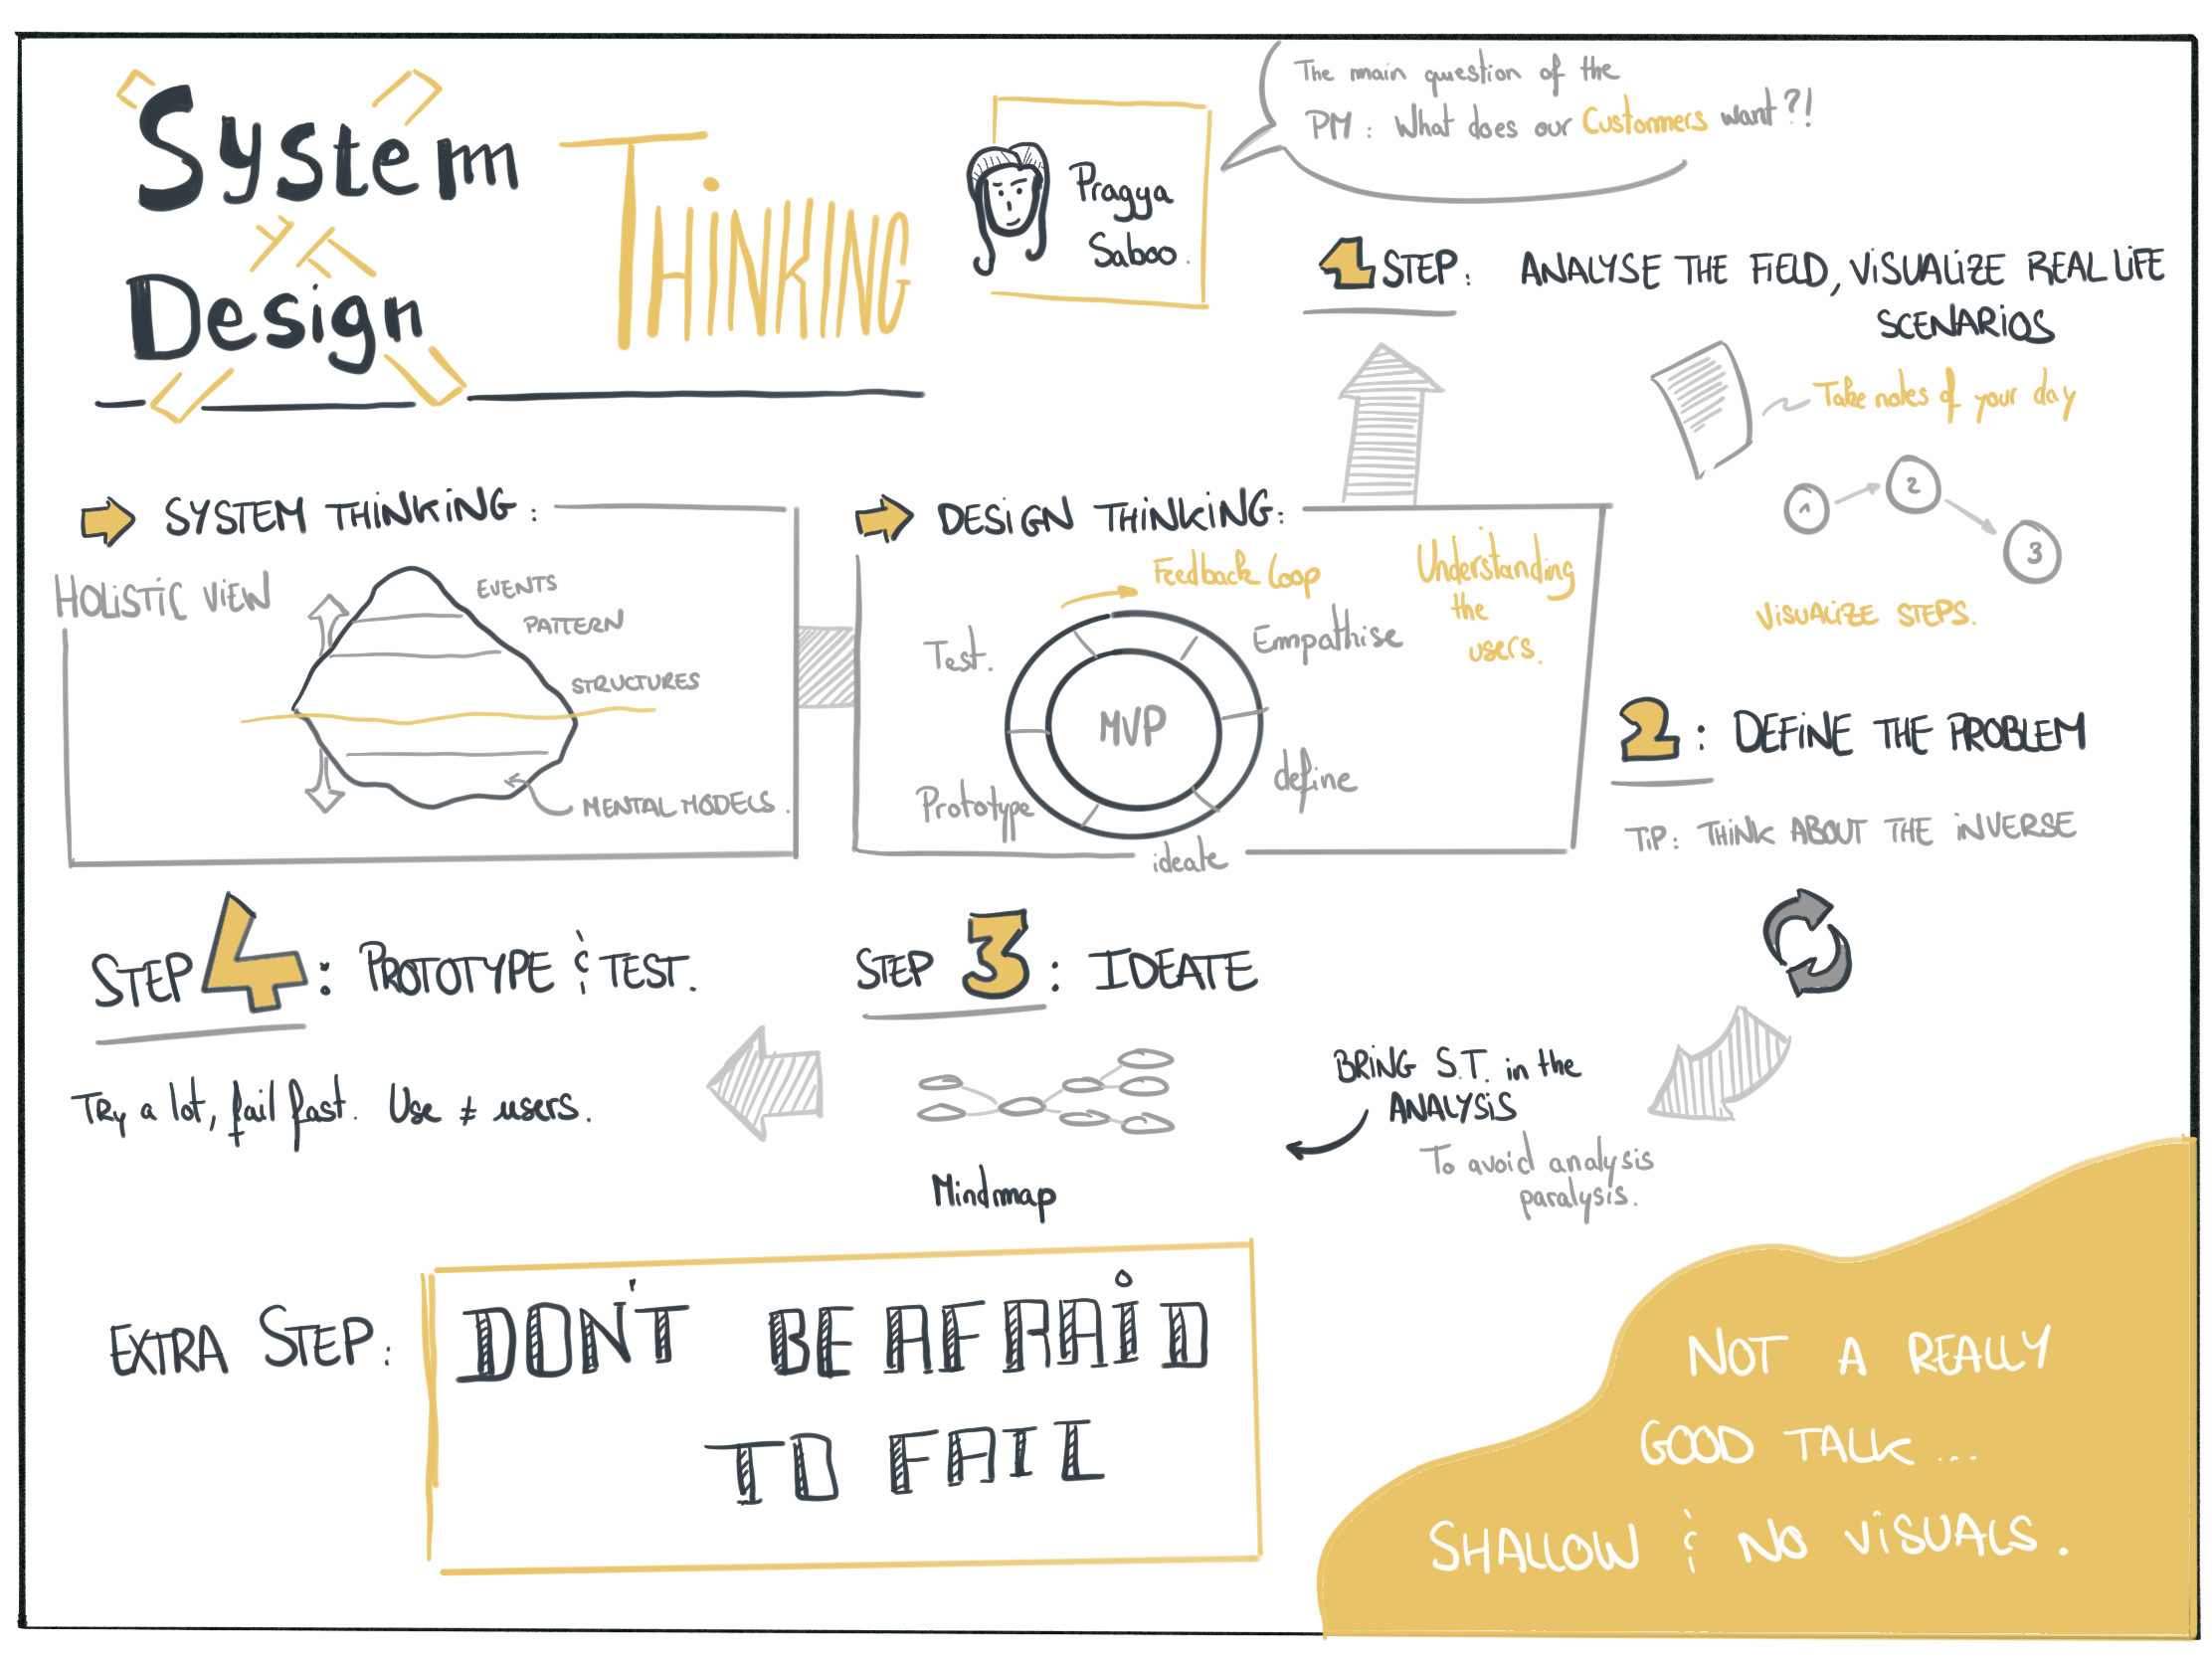 System
Design
THiNKiNG
Pragya
Saboo.
The main question of the
PM: What does our Custommers want?!
1 STEP: ANALYSE THE FIELD, ViSUALiZE REAL LiFE
SCENARiOS
Take notes of your day
1
2
3
ViSUALiZE STEPS.
SYSTEM THiNKiNG:
HOLiSTiC ViEW
EVENTS
PATTERN
STRUCTURES
MENTAL MODELS.
DESiGN THiNKiNG:
Feedback Loop
Understanding
the
users.
Test.
Empathise
MVP
Prototype
define
ideate
2: DEFiNE THE PROBLEM
TiP: THiNK ABOUT THE iNVERSE
STEP 4: PROTOTYPE & TEST.
Try a lot, fail fast. Use ≠ users.
STEP 3: IDEATE
Mindmap
BRiNG S.T. in the
ANALYSiS
To avoid analysis
paralysis.
EXTRA STEP:
DON'T BE AFRAiD
TO FAIL
NOT A REALLY
GOOD TALK...
SHALLOW & NO ViSUALS.